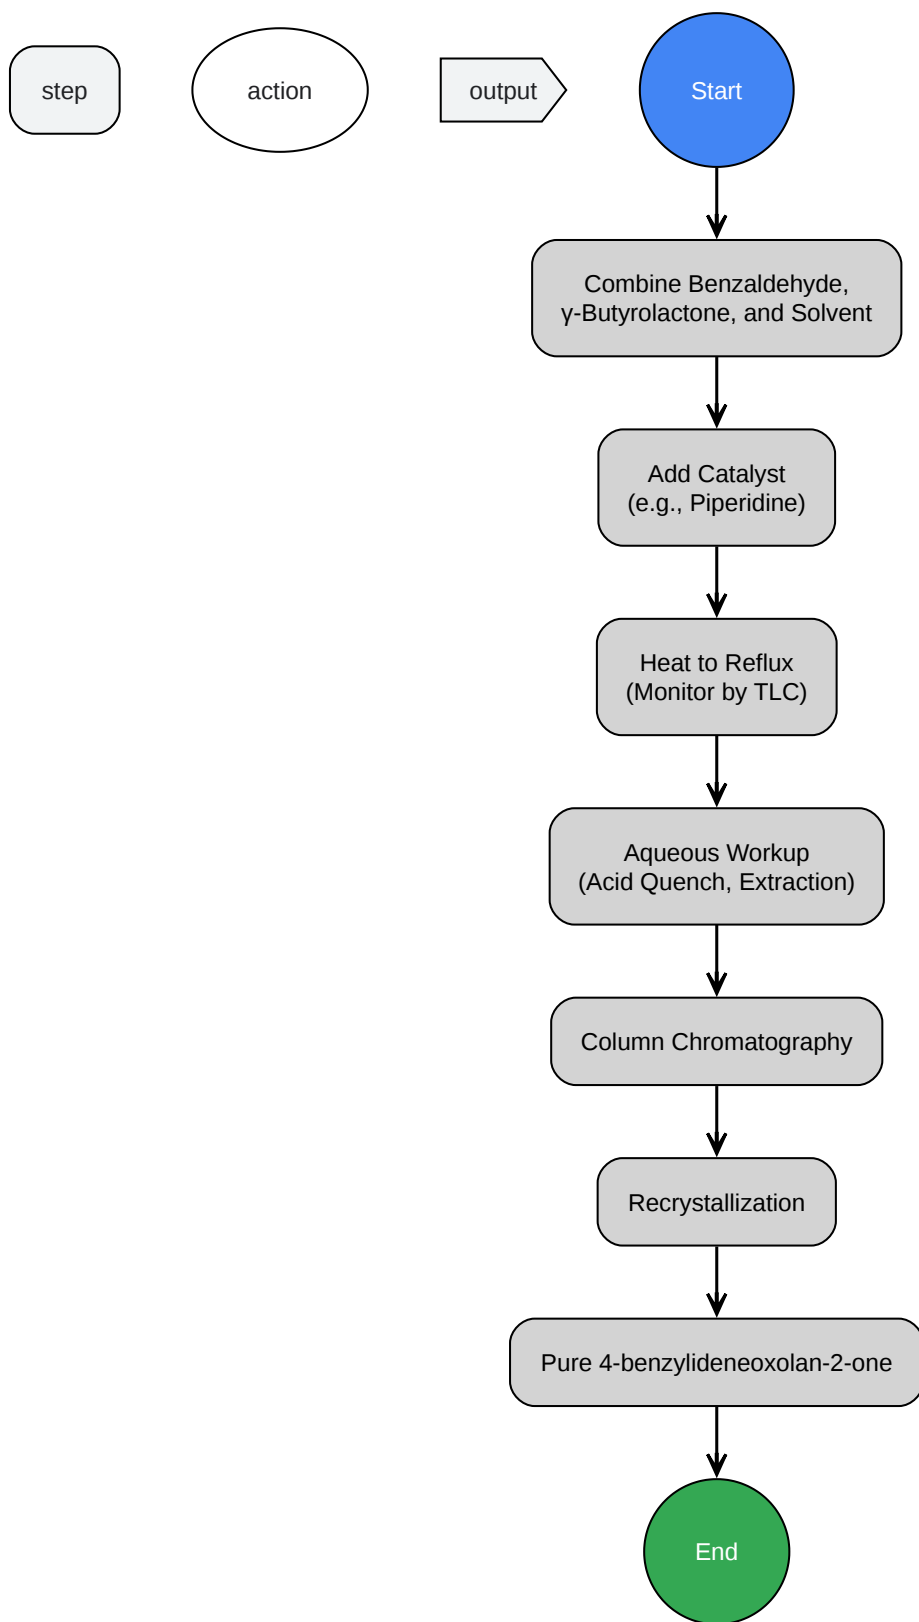 step
action
output
Start
Combine Benzaldehyde,
γ-Butyrolactone, and Solvent
Add Catalyst
(e.g., Piperidine)
Heat to Reflux
(Monitor by TLC)
Aqueous Workup
(Acid Quench, Extraction)
Column Chromatography
Recrystallization
Pure 4-benzylideneoxolan-2-one
End